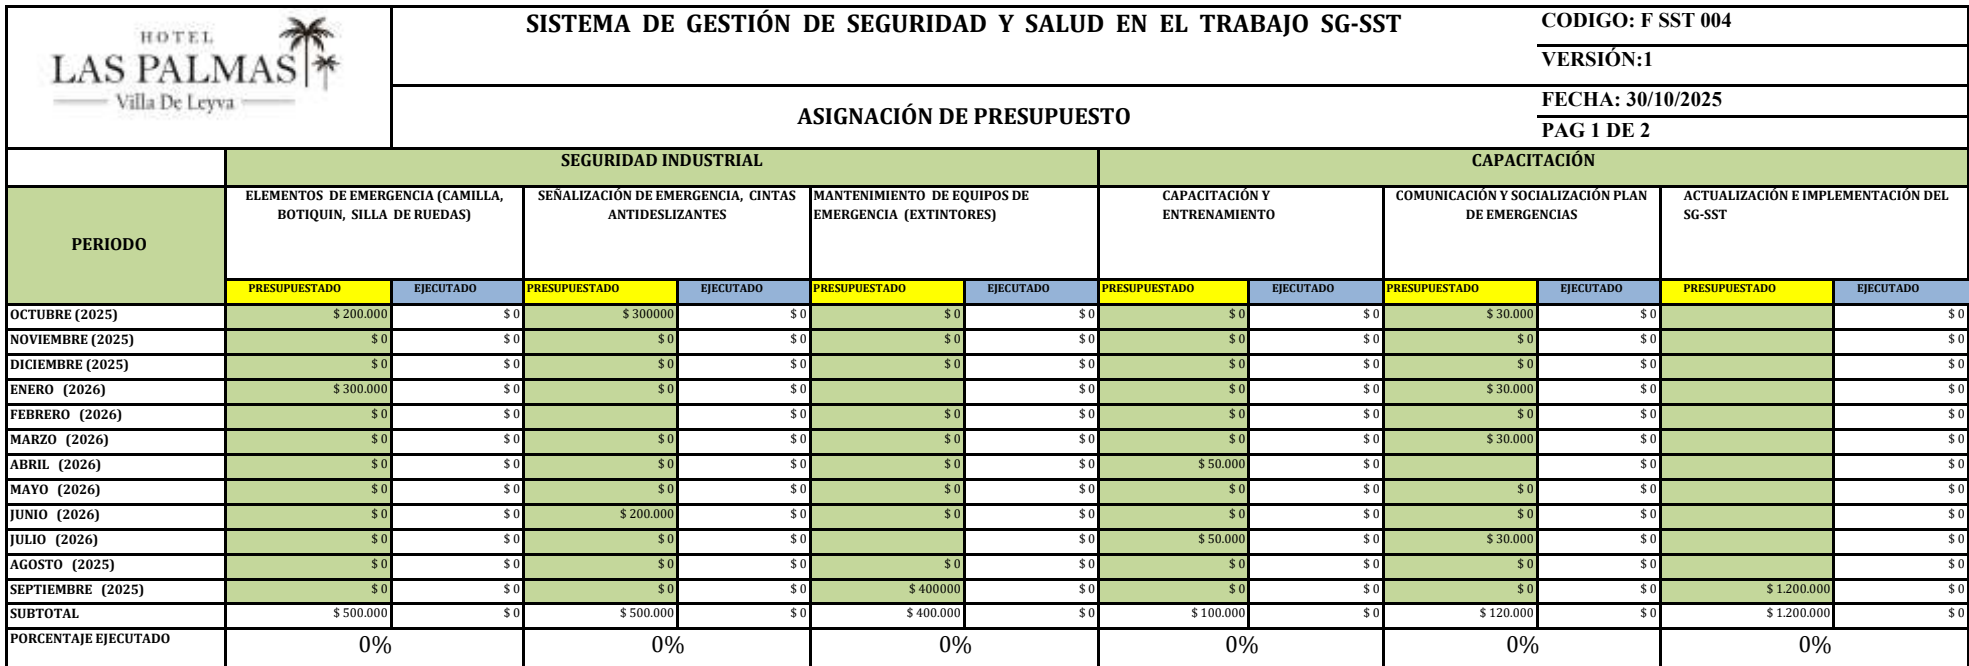 HOTEL
LAS PALMAS
Villa De Leyva
SISTEMA DE GESTIÓN DE SEGURIDAD Y SALUD EN EL TRABAJO SG-SST
ASIGNACIÓN DE PRESUPUESTO
CODIGO: F SST 004
VERSIÓN:1
FECHA: 30/10/2025
PAG 1 DE 2
SEGURIDAD INDUSTRIAL CAPACITACIÓN
PERIODO
ELEMENTOS DE EMERGENCIA (CAMILLA,
BOTIQUIN, SILLA DE RUEDAS)
SEÑALIZACIÓN DE EMERGENCIA, CINTAS
ANTIDESLIZANTES
MANTENIMIENTO DE EQUIPOS DE
EMERGENCIA (EXTINTORES)
CAPACITACIÓN Y
ENTRENAMIENTO
COMUNICACIÓN Y SOCIALIZACIÓN PLAN
DE EMERGENCIAS
ACTUALIZACIÓN E IMPLEMENTACIÓN DEL
SG-SST
PRESUPUESTADO EJECUTADO PRESUPUESTADO EJECUTADO PRESUPUESTADO EJECUTADO PRESUPUESTADO EJECUTADO PRESUPUESTADO EJECUTADO PRESUPUESTADO EJECUTADO
OCTUBRE (2025) $ 200.000 $ 0 $ 300000 $ 0 $ 0 $ 0 $ 0 $ 0 $ 30.000 $ 0 $ 0
NOVIEMBRE (2025) $ 0 $ 0 $ 0 $ 0 $ 0 $ 0 $ 0 $ 0 $ 0 $ 0 $ 0
DICIEMBRE (2025) $ 0 $ 0 $ 0 $ 0 $ 0 $ 0 $ 0 $ 0 $ 0 $ 0 $ 0
ENERO (2026) $ 300.000 $ 0 $ 0 $ 0 $ 0 $ 0 $ 0 $ 30.000 $ 0 $ 0
FEBRERO (2026) $ 0 $ 0 $ 0 $ 0 $ 0 $ 0 $ 0 $ 0 $ 0 $ 0
MARZO (2026) $ 0 $ 0 $ 0 $ 0 $ 0 $ 0 $ 0 $ 0 $ 30.000 $ 0 $ 0
ABRIL (2026) $ 0 $ 0 $ 0 $ 0 $ 0 $ 0 $ 50.000 $ 0 $ 0 $ 0
MAYO (2026) $ 0 $ 0 $ 0 $ 0 $ 0 $ 0 $ 0 $ 0 $ 0 $ 0 $ 0
JUNIO (2026) $ 0 $ 0 $ 200.000 $ 0 $ 0 $ 0 $ 0 $ 0 $ 0 $ 0 $ 0
JULIO (2026) $ 0 $ 0 $ 0 $ 0 $ 0 $ 50.000 $ 0 $ 30.000 $ 0 $ 0
AGOSTO (2025) $ 0 $ 0 $ 0 $ 0 $ 0 $ 0 $ 0 $ 0 $ 0 $ 0 $ 0
SEPTIEMBRE (2025) $ 0 $ 0 $ 0 $ 0 $ 400000 $ 0 $ 0 $ 0 $ 0 $ 0 $ 1.200.000 $ 0
SUBTOTAL $ 500.000 $ 0 $ 500.000 $ 0 $ 400.000 $ 0 $ 100.000 $ 0 $ 120.000 $ 0 $ 1.200.000 $ 0
PORCENTAJE EJECUTADO 0% 0% 0% 0% 0% 0%